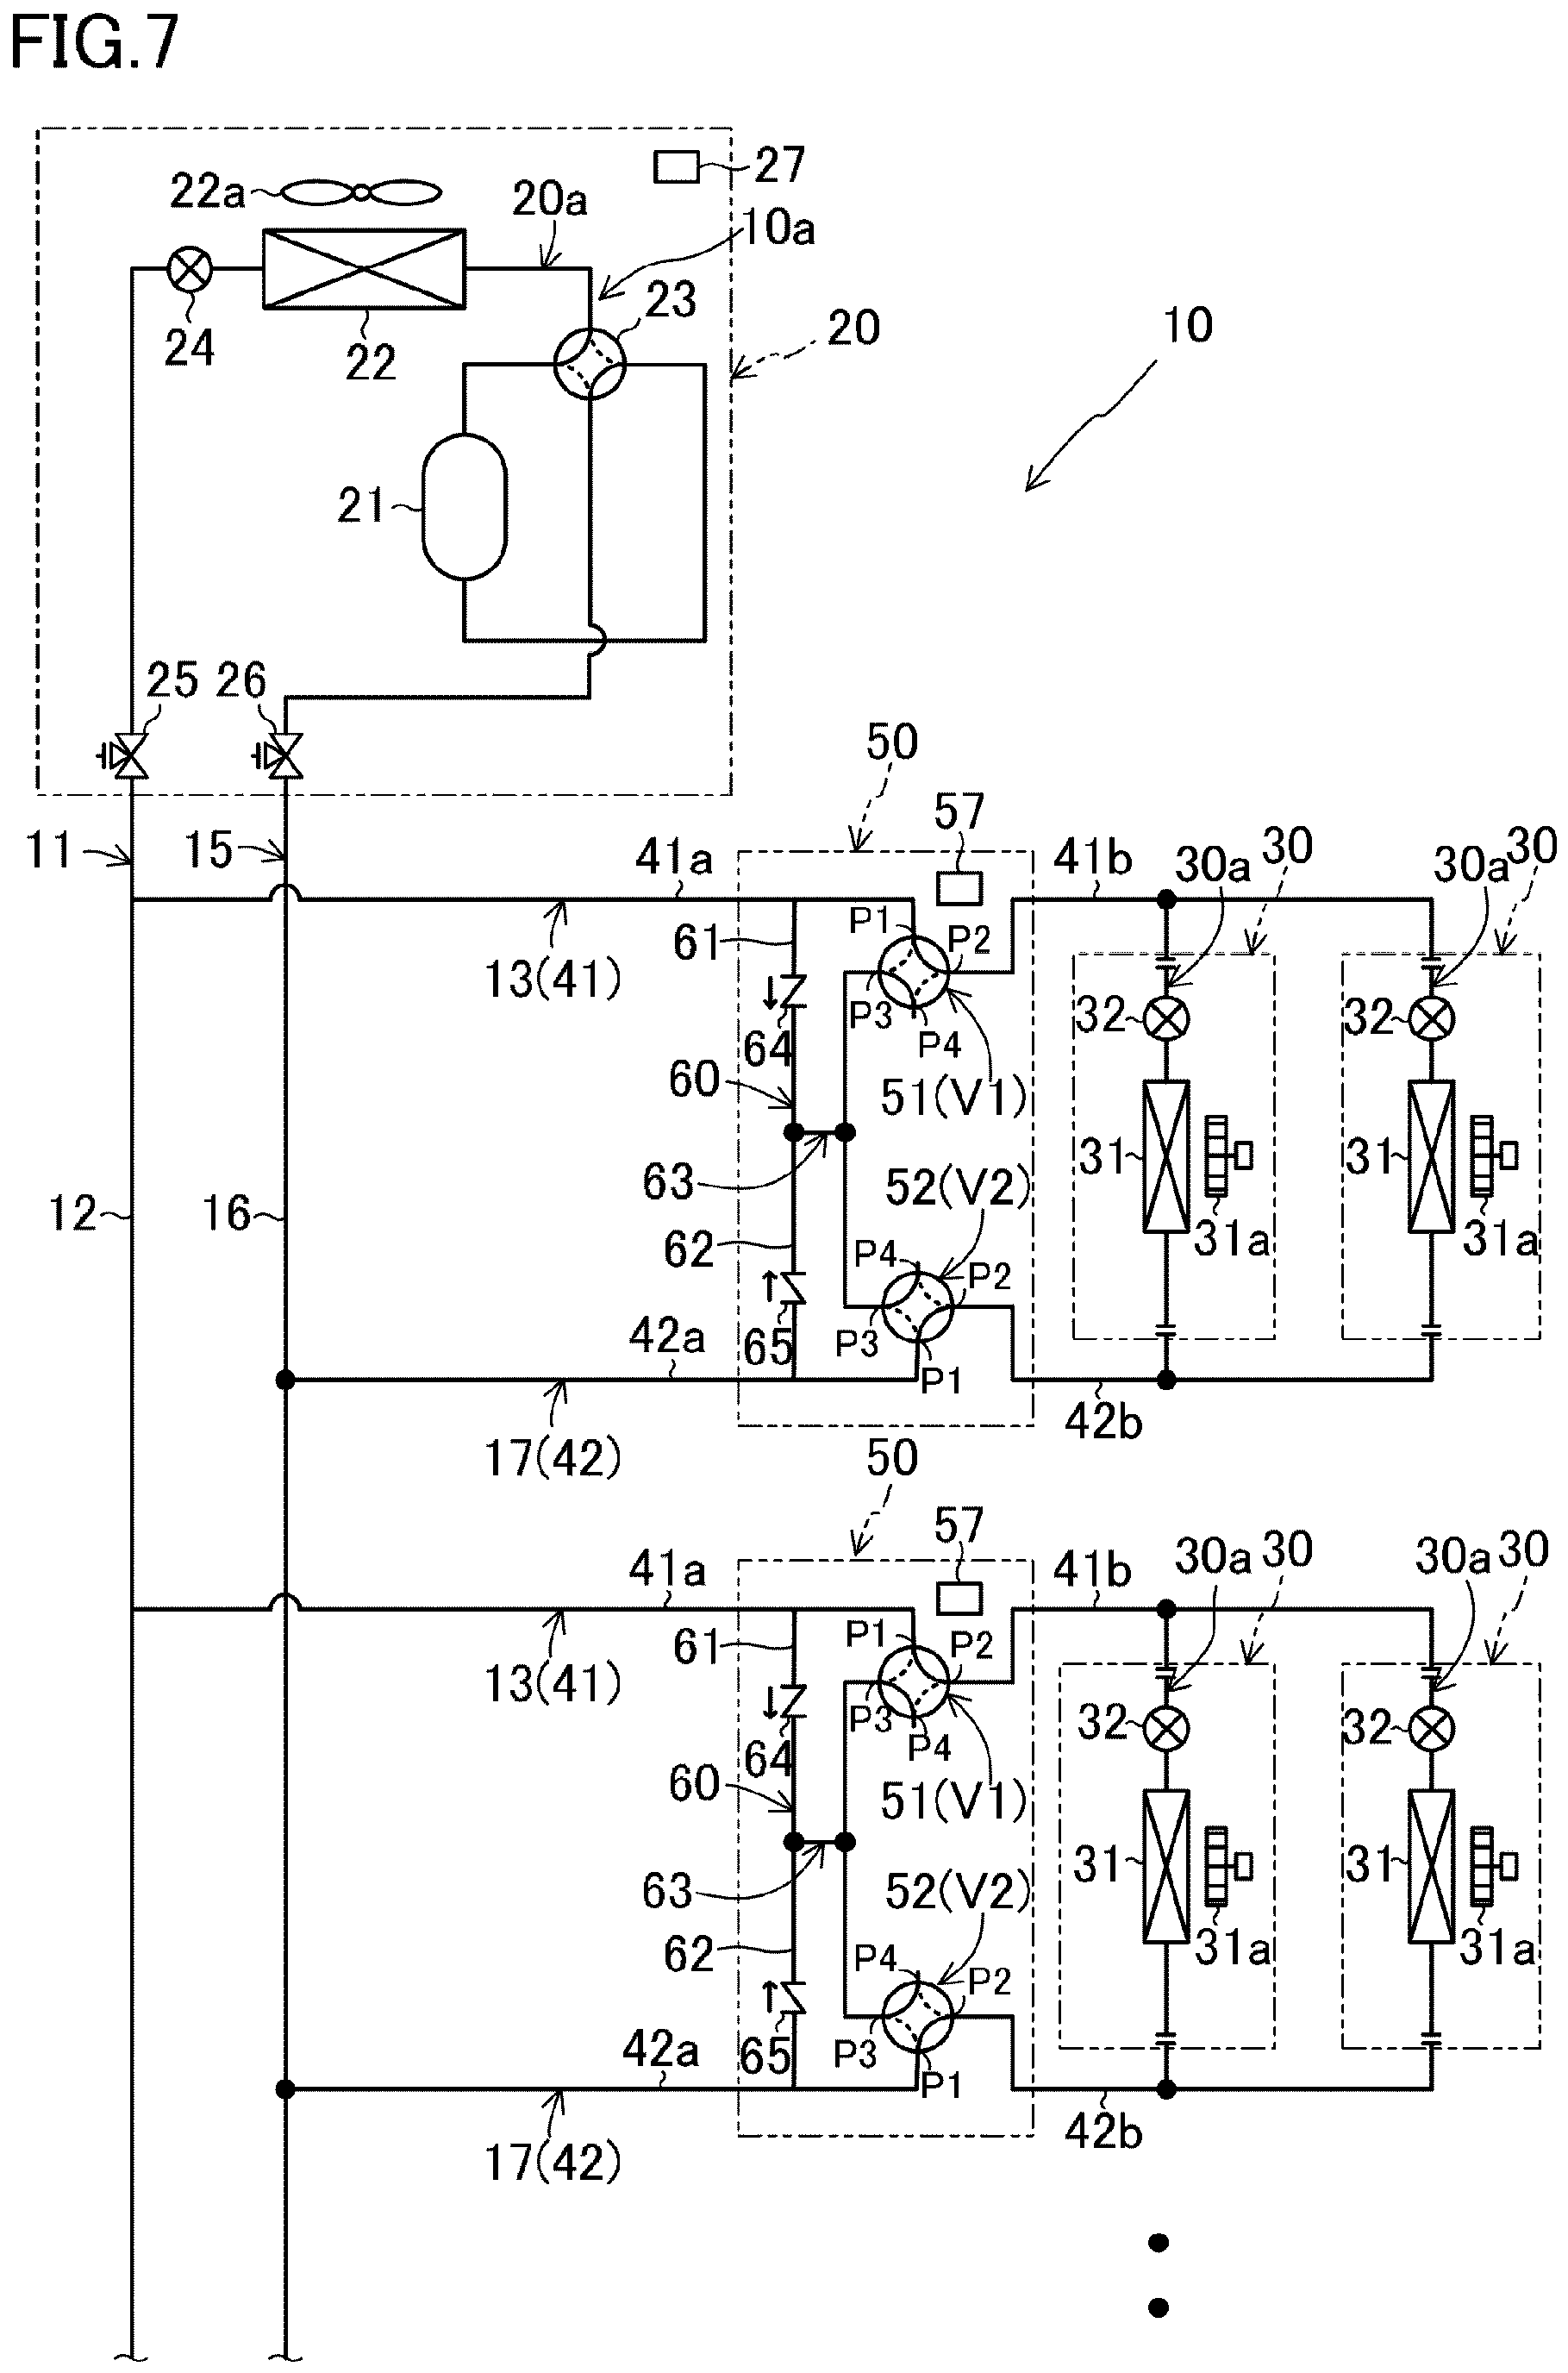 FIG.7
27
22a
20a
10a
24
22
23
20
10
21
25
26
50
57
11
15
41a
41b
30a
30
30a
30
P1
P2
61
13(41)
P3
P4
32
32
64
60
51(V1)
31
31
63
52(V2)
12
16
62
P4
P2
31a
31a
65
P3
42a
P1
42b
17(42)
50
57
41a
41b
30a
30
30a
30
P1
P2
61
13(41)
P3
P4
32
32
64
60
51(V1)
31
31
63
52(V2)
62
P4
P2
31a
31a
65
P3
42a
P1
42b
17(42)